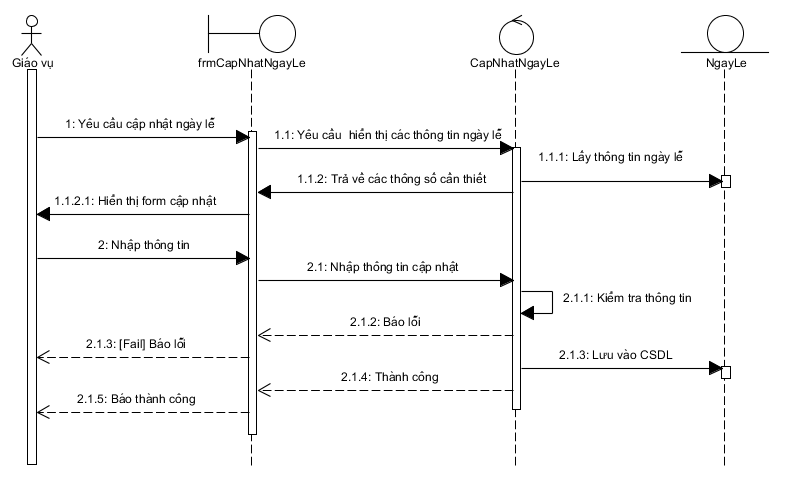 Giáo vụ
frmCapNhatNgayLe
CapNhatNgayLe
NgayLe
1: Yêu cầu cập nhật ngày lễ
1.1: Yêu cầu hiển thị các thông tin ngày lễ
1.1.1: Lấy thông tin ngày lễ
1.1.2: Trả về các thông số cần thiết
1.1.2.1: Hiển thị form cập nhật
2: Nhập thông tin
2.1: Nhập thông tin cập nhật
2.1.1: Kiểm tra thông tin
2.1.2: Báo lỗi
2.1.3: [Fail] Báo lỗi
2.1.3: Lưu vào CSDL
2.1.4: Thành công
2.1.5: Báo thành công